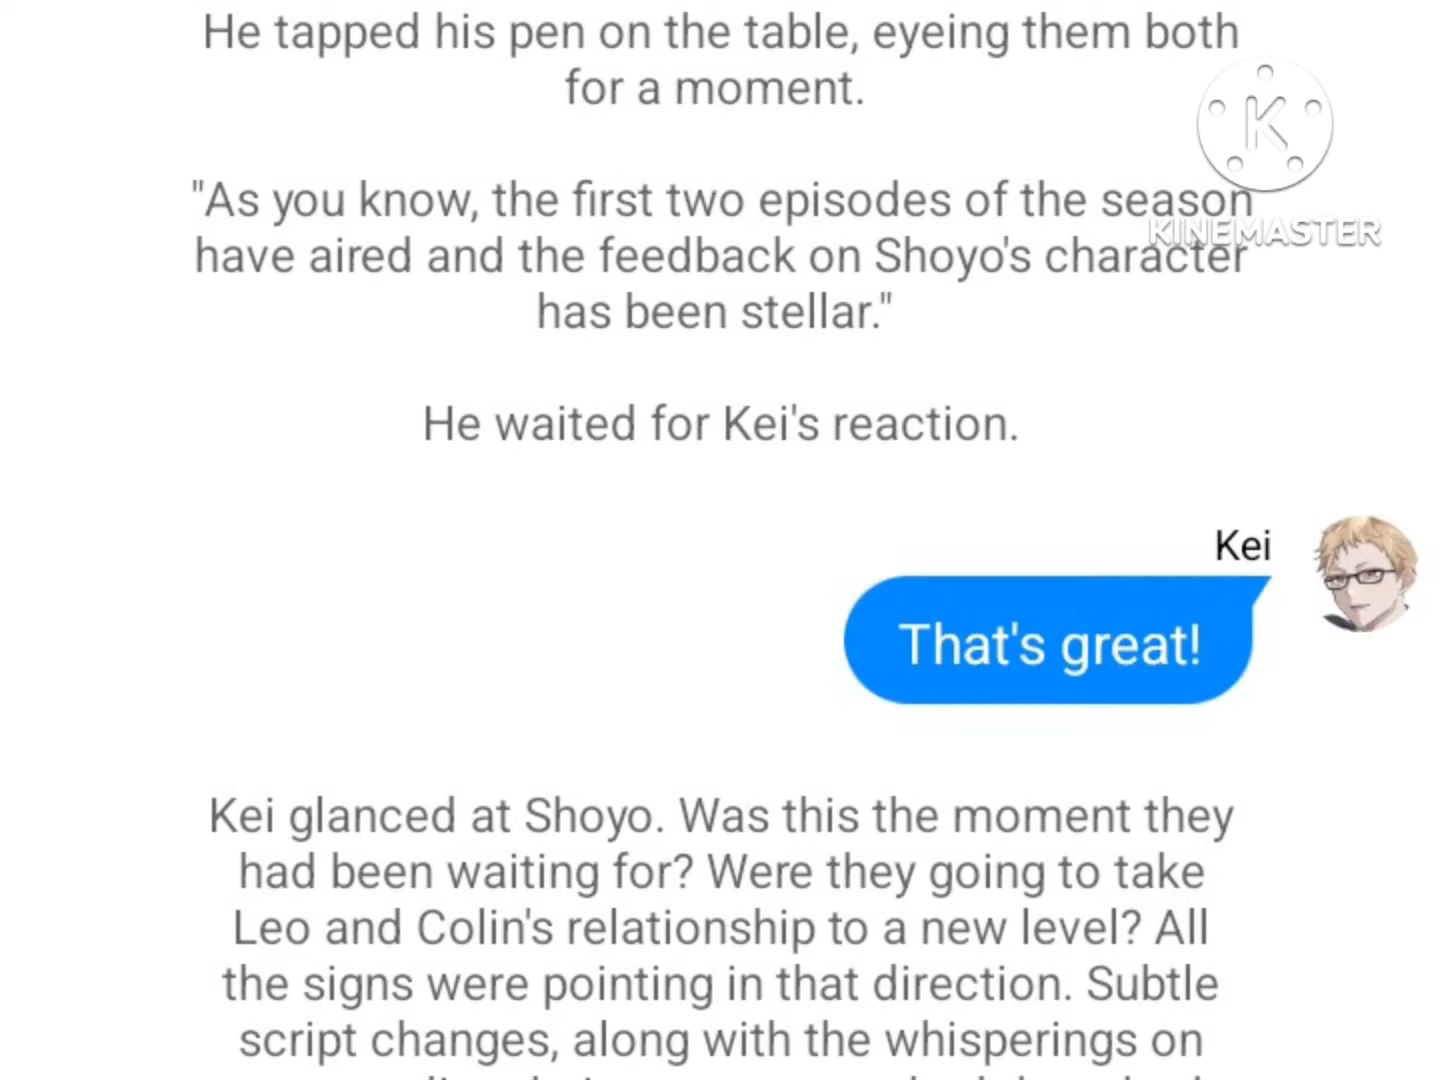 He tapped his pen on the table, eyeing them both
for a moment.
K
"As you know, the first two episodes of the season
KINEMASTER
have aired and the feedback on Shoyo's character
has been stellar."
He waited for Kei's reaction.
Kei
That's great!
Kei glanced at Shoyo. Was this the moment they
had been waiting for? Were they going to take
Leo and Colin's relationship to a new level? All
the signs were pointing in that direction. Subtle
script changes, along with the whisperings on